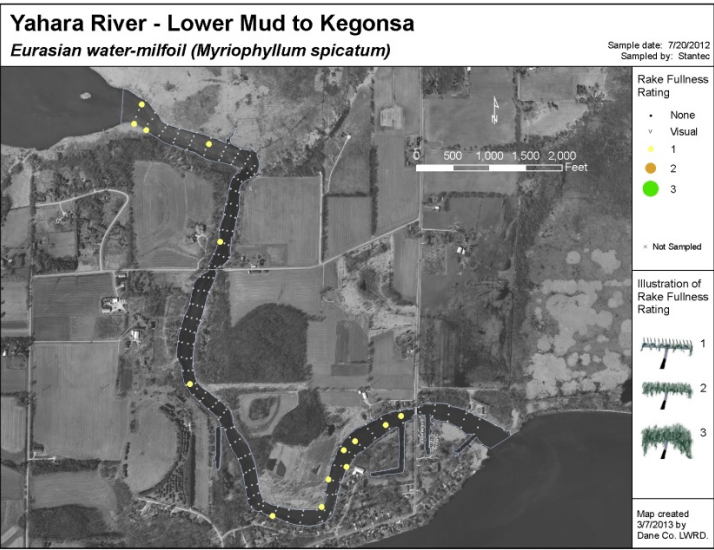 Yahara River - Lower Mud to Kegonsa
Eurasian water-milfoil (Myriophyllum spicatum)
Sample date: 7/20/2012
Sampled by: Stantec
Rake Fullness
Rating
None
Visual
1
2
3
Not Sampled
0 500 1,000 1,500 2,000
Feet
Illustration of
Rake Fullness
Rating
1
2
3
Map created
3/7/2013 by
Dane Co. LWRD.